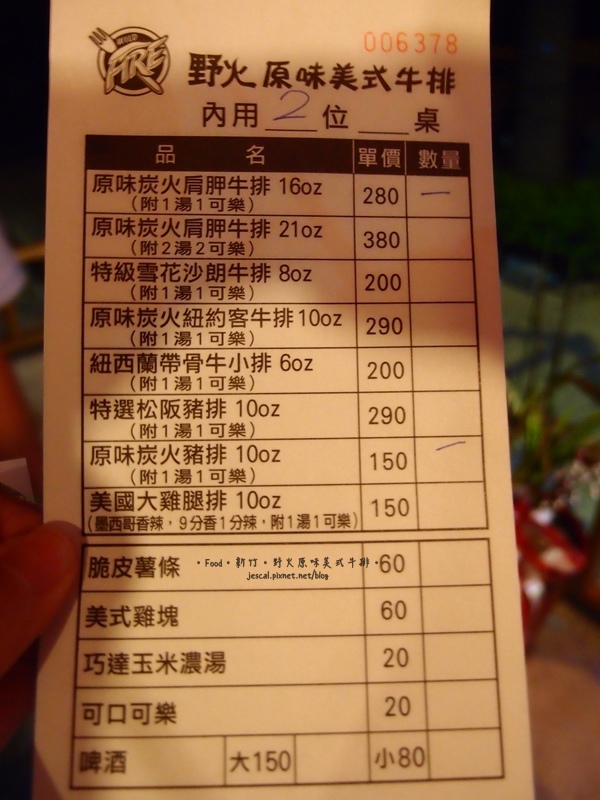 WILD
FIRE
006378
野火原味美式牛排
內用 2 位 桌
品 名 單價 數量
原味炭火肩胛牛排 16oz 280 一
（附1湯1可樂）
原味炭火肩胛牛排 21oz 380
（附2湯2可樂）
特級雪花沙朗牛排 8oz 200
（附1湯1可樂）
原味炭火紐約客牛排10oz 290
（附1湯1可樂）
紐西蘭帶骨牛小排 6oz 200
（附1湯1可樂）
特選松阪豬排 10oz 290
（附1湯1可樂）
原味炭火豬排 10oz 150 一
（附1湯1可樂）
美國大雞腿排 10oz 150
（墨西哥香辣，9分香1分辣，附1湯1可樂）
脆皮薯條 60
・Food・新竹・野火原味美式牛排・
jescal.pixnet.net/blog
美式雞塊 60
巧達玉米濃湯 20
可口可樂 20
啤酒 大150 小80